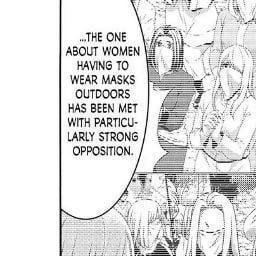 ...THE ONE
ABOUT WOMEN
HAVING TO
WEAR MASKS
OUTDOORS
HAS BEEN MET
WITH PARTICU-
LARLY STRONG
OPPOSITION.